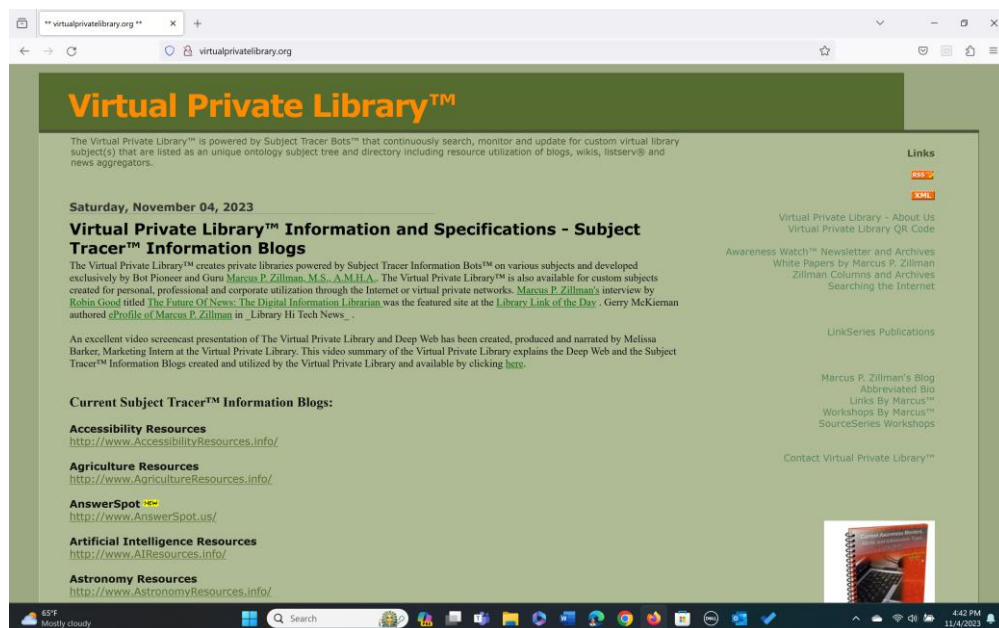 ** virtualprivatelibrary.org **
virtualprivatelibrary.org
Virtual Private Library™
The Virtual Private Library™ is powered by Subject Tracer Bots™ that continuously search, monitor and update for custom virtual library
subject(s) that are listed as an unique ontology subject tree and directory including resource utilization of blogs, wikis, listserv® and
news aggregators.
Links
RSS
XML
Saturday, November 04, 2023
Virtual Private Library™ Information and Specifications - Subject
Tracer™ Information Blogs
The Virtual Private Library™ creates private libraries powered by Subject Tracer Information Bots™ on various subjects and developed
exclusively by Bot Pioneer and Guru Marcus P. Zillman, M.S., A.M.H.A.. The Virtual Private Library™ is also available for custom subjects
created for personal, professional and corporate utilization through the Internet or virtual private networks. Marcus P. Zillman's interview by
Robin Good titled The Future Of News: The Digital Information Librarian was the featured site at the Library Link of the Day . Gerry McKiernan
authored eProfile of Marcus P. Zillman in _Library Hi Tech News_ .
An excellent video screencast presentation of The Virtual Private Library and Deep Web has been created, produced and narrated by Melissa
Barker, Marketing Intern at the Virtual Private Library. This video summary of the Virtual Private Library explains the Deep Web and the Subject
Tracer™ Information Blogs created and utilized by the Virtual Private Library and available by clicking here.
Current Subject Tracer™ Information Blogs:
Accessibility Resources
http://www.AccessibilityResources.info/
Agriculture Resources
http://www.AgricultureResources.info/
AnswerSpot NEW
http://www.AnswerSpot.us/
Artificial Intelligence Resources
http://www.AIResources.info/
Astronomy Resources
http://www.AstronomyResources.info/
Virtual Private Library - About Us
Virtual Private Library QR Code
Awareness Watch™ Newsletter and Archives
White Papers by Marcus P. Zillman
Zillman Columns and Archives
Searching the Internet
LinkSeries Publications
Marcus P. Zillman's Blog
Abbreviated Bio
Links By Marcus™
Workshops By Marcus™
SourceSeries Workshops
Contact Virtual Private Library™
65°F
Mostly cloudy
Search
4:42 PM
11/4/2023